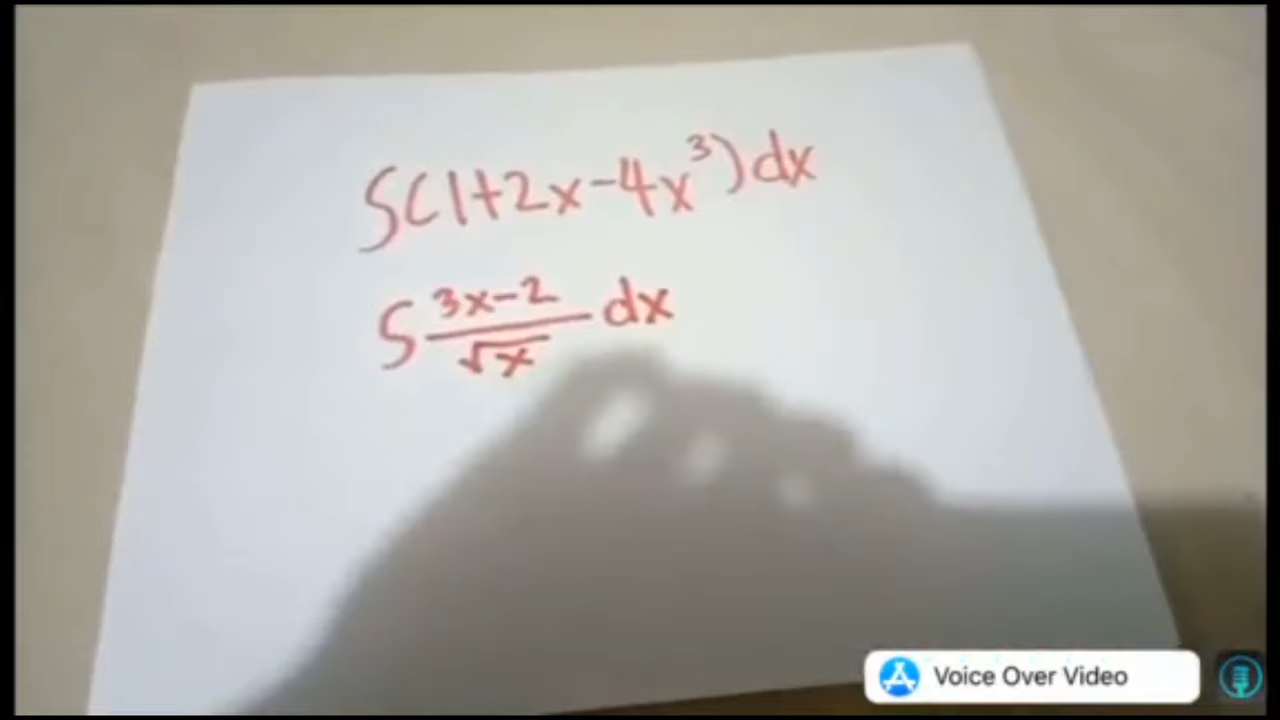 ∫(1+2x-4x³)dx
∫ 3x-2/√x dx
Voice Over Video